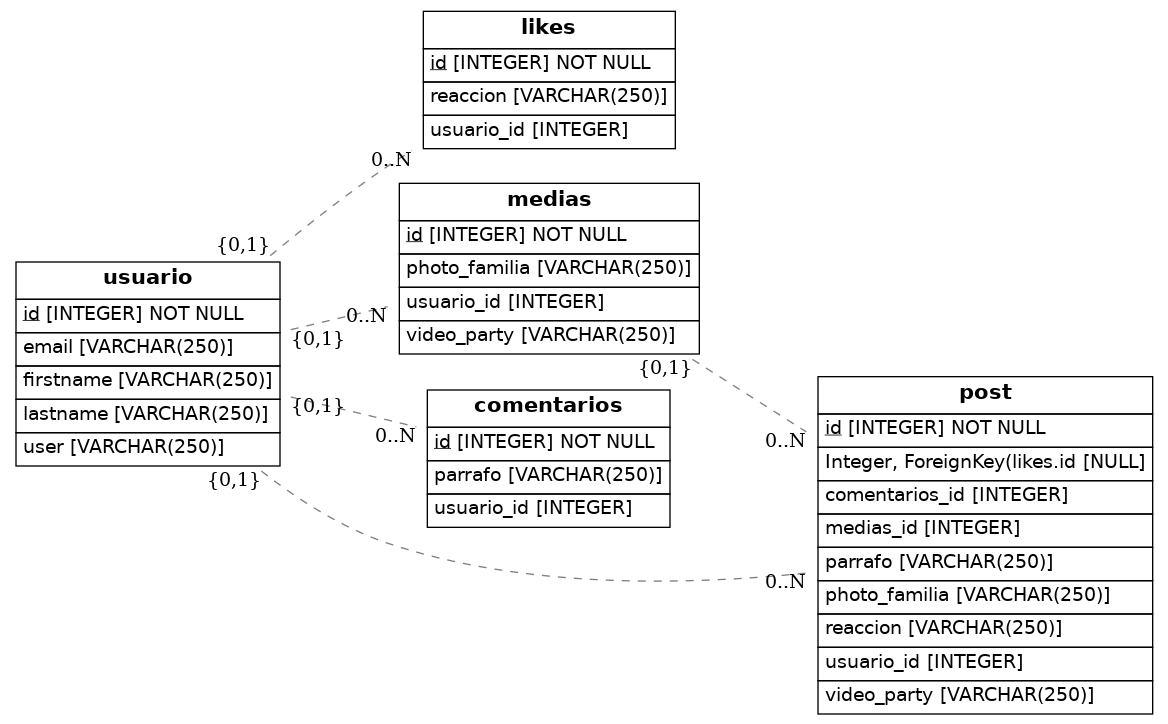 likes
id [INTEGER] NOT NULL
reaccion [VARCHAR(250)]
usuario_id [INTEGER]
0..N
{0,1}
medias
id [INTEGER] NOT NULL
photo_familia [VARCHAR(250)]
usuario_id [INTEGER]
video_party [VARCHAR(250)]
usuario
id [INTEGER] NOT NULL
email [VARCHAR(250)]
firstname [VARCHAR(250)]
lastname [VARCHAR(250)]
user [VARCHAR(250)]
0..N
{0,1}
{0,1}
0..N
{0,1}
0..N
{0,1}
0..N
comentarios
id [INTEGER] NOT NULL
parrafo [VARCHAR(250)]
usuario_id [INTEGER]
post
id [INTEGER] NOT NULL
Integer, ForeignKey(likes.id [NULL]
comentarios_id [INTEGER]
medias_id [INTEGER]
parrafo [VARCHAR(250)]
photo_familia [VARCHAR(250)]
reaccion [VARCHAR(250)]
usuario_id [INTEGER]
video_party [VARCHAR(250)]